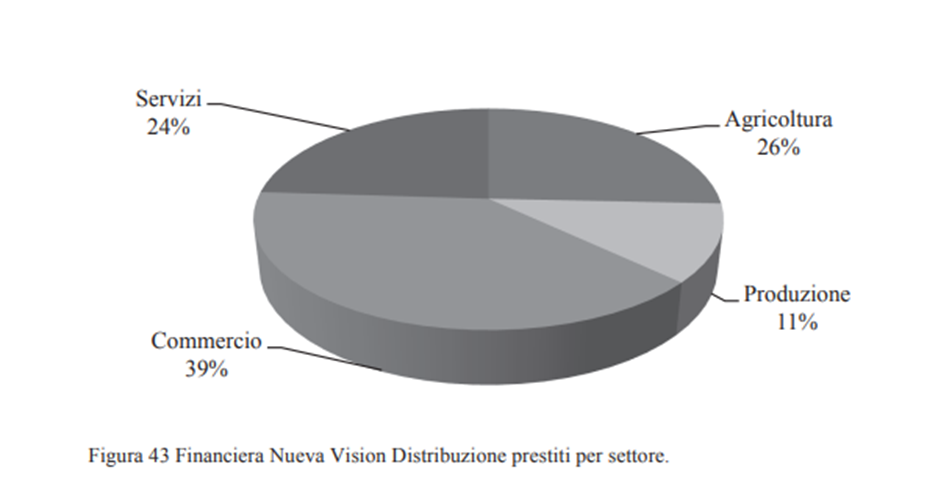 Servizi
24%
Agricoltura
26%
Produzione
11%
Commercio
39%
Figura 43 Financiera Nueva Vision Distribuzione prestiti per settore.